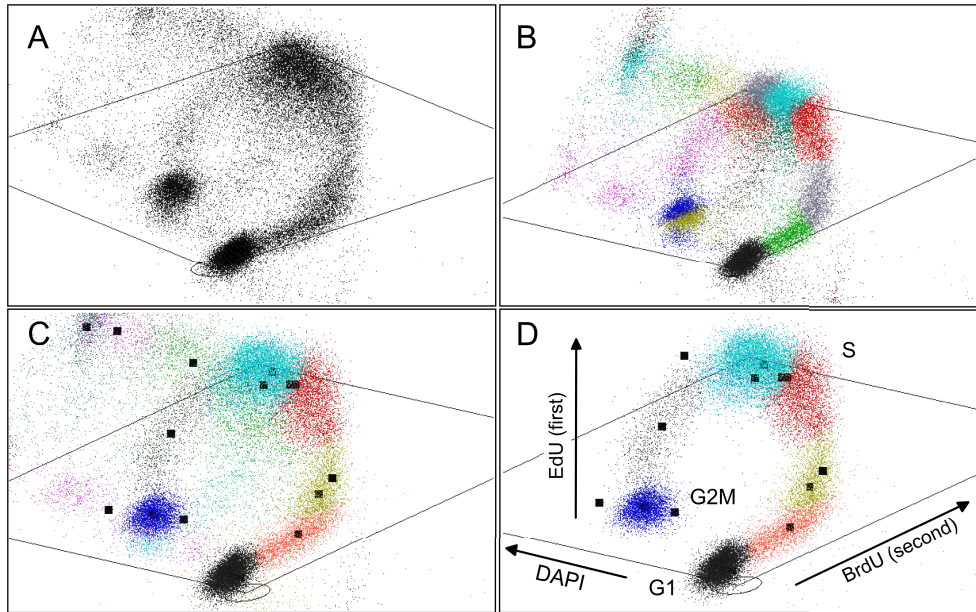 A
B
C
D
S
EdU (first)
G2M
BrdU (second)
DAPI
G1